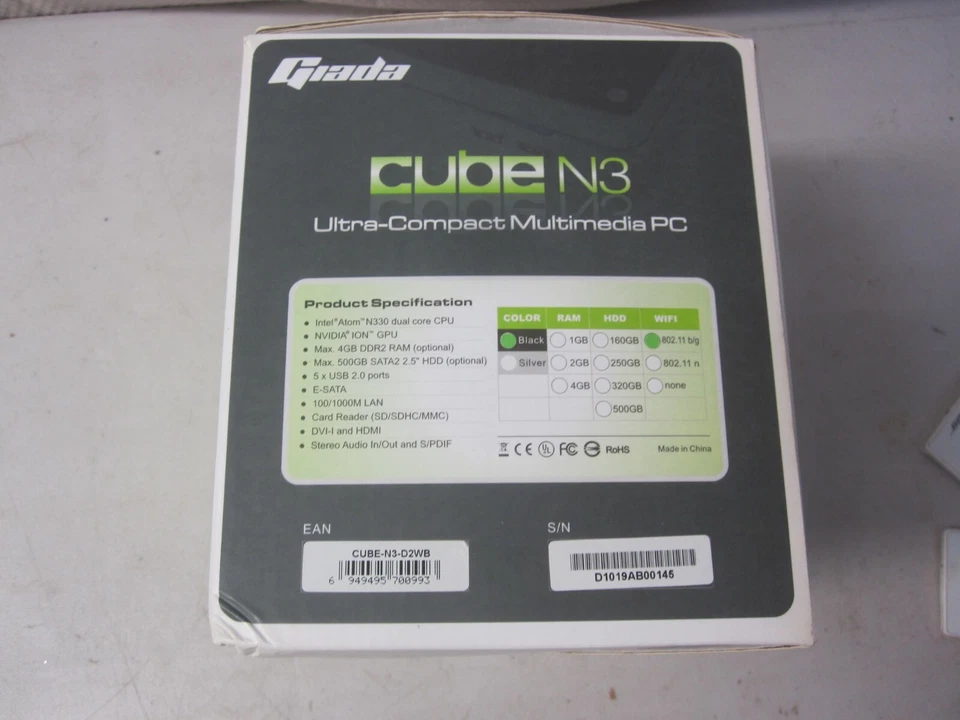 Giada
cube N3
Ultra-Compact Multimedia PC
Product Specification
• Intel® Atom™ N330 dual core CPU
• NVIDIA® ION™ GPU
• Max. 4GB DDR2 RAM (optional)
• Max. 500GB SATA2 2.5" HDD (optional)
• 5 x USB 2.0 ports
• E-SATA
• 100/1000M LAN
• Card Reader (SD/SDHC/MMC)
• DVI-I and HDMI
• Stereo Audio In/Out and S/PDIF
COLOR RAM HDD WIFI
Black 1GB 160GB 802.11 b/g
Silver 2GB 250GB 802.11 n
4GB 320GB none
500GB
CE UL FC RoHS Made in China
EAN
CUBE-N3-D2WB
6 949495 700993
S/N
D1019AB00145